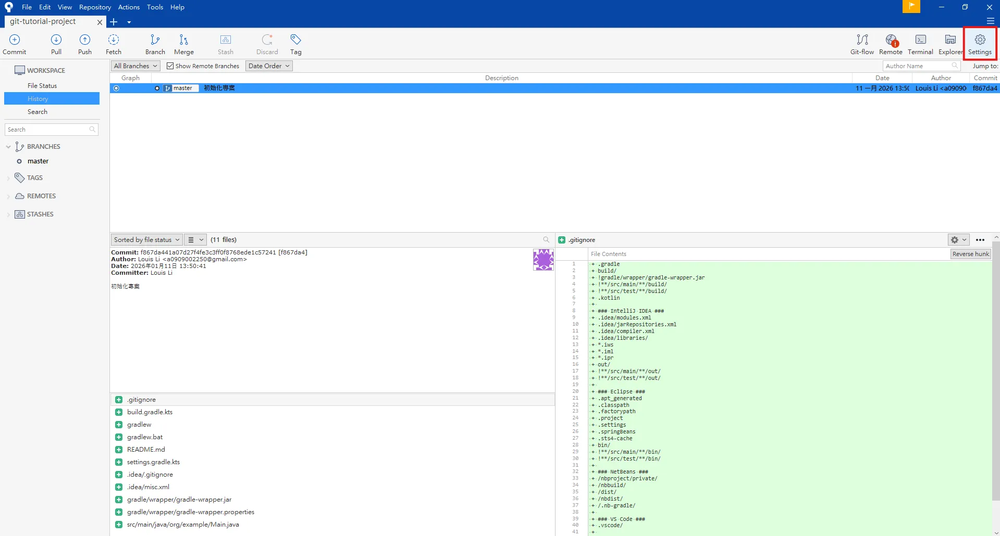 File Edit View Repository Actions Tools Help
git-tutorial-project
Commit Pull Push Fetch Branch Merge Stash Discard Tag Git-flow Remote Terminal Explorer Settings
WORKSPACE
File Status
History
Search
Search
BRANCHES
master
TAGS
REMOTES
STASHES
All Branches Show Remote Branches Date Order Author Name Jump to:
Graph Description Date Author Commit
master 初始化專案 11 一月 2026 13:50 Louis Li <a09090 f867da4
Sorted by file status (11 files)
Commit: f867da441a07d27f4fe3c3ff0f8768ede1c57241 [f867da4]
Author: Louis Li <a0909002250@gmail.com>
Date: 2026年01月11日 13:50:41
Committer: Louis Li
初始化專案
.gitignore
build.gradle.kts
gradlew
gradlew.bat
README.md
settings.gradle.kts
.idea/.gitignore
.idea/misc.xml
gradle/wrapper/gradle-wrapper.jar
gradle/wrapper/gradle-wrapper.properties
src/main/java/org/example/Main.java
.gitignore
File Contents Reverse hunk
1 + .gradle
2 + build/
3 + !gradle/wrapper/gradle-wrapper.jar
4 + !**/src/main/**/build/
5 + !**/src/test/**/build/
6 + .kotlin
7 +
8 + ### IntelliJ IDEA ###
9 + .idea/modules.xml
10 + .idea/jarRepositories.xml
11 + .idea/compiler.xml
12 + .idea/libraries/
13 + *.iws
14 + *.iml
15 + *.ipr
16 + out/
17 + !**/src/main/**/out/
18 + !**/src/test/**/out/
19 +
20 + ### Eclipse ###
21 + .apt_generated
22 + .classpath
23 + .factorypath
24 + .project
25 + .settings
26 + .springBeans
27 + .sts4-cache
28 + bin/
29 + !**/src/main/**/bin/
30 + !**/src/test/**/bin/
31 +
32 + ### NetBeans ###
33 + /nbproject/private/
34 + /nbbuild/
35 + /dist/
36 + /nbdist/
37 + /.nb-gradle/
38 +
39 + ### VS Code ###
40 + .vscode/
41 +